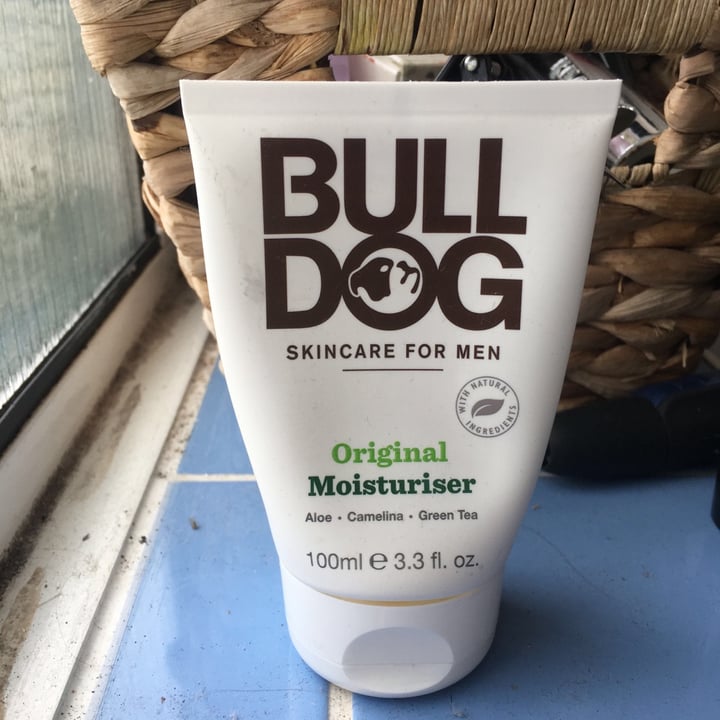 BULL
DOG
SKINCARE FOR MEN
WITH NATURAL
INGREDIENTS
Original
Moisturiser
Aloe • Camelina • Green Tea
100ml e 3.3 fl. oz.